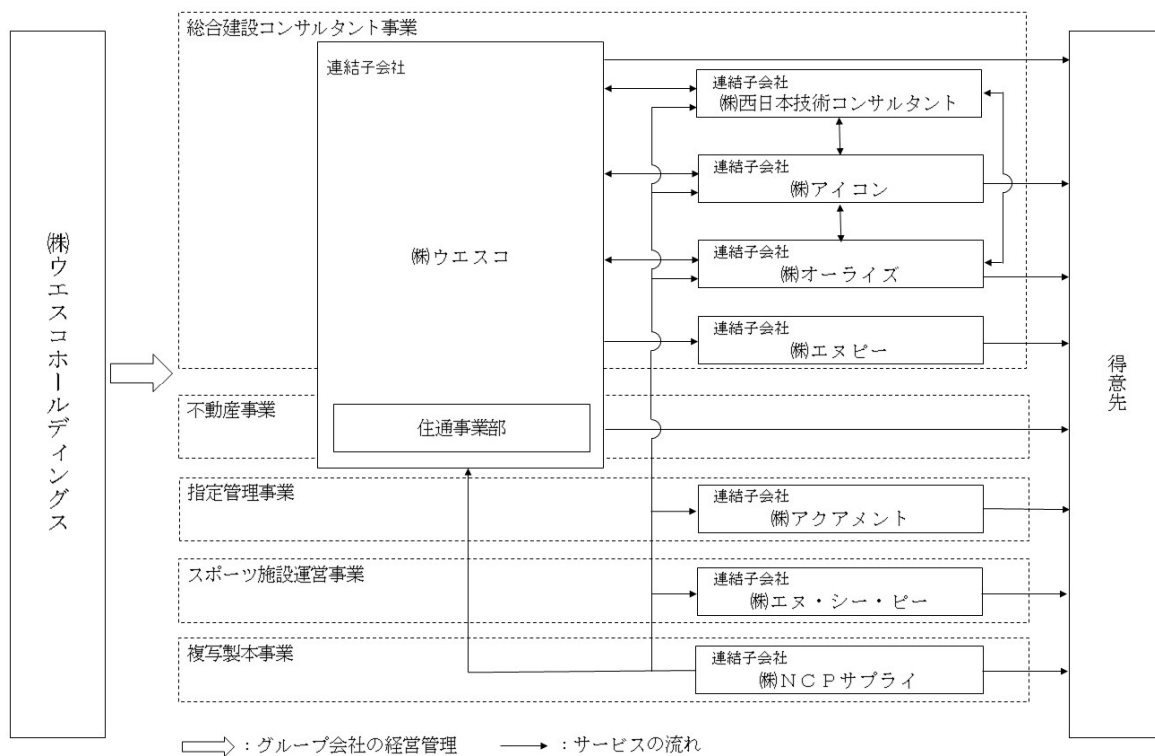 ㈱ウエスコホールディングス
総合建設コンサルタント事業
連結子会社
㈱ウエスコ
連結子会社
㈱西日本技術コンサルタント
連結子会社
㈱アイコン
連結子会社
㈱オーライズ
連結子会社
㈱エヌピー
不動産事業
住通事業部
指定管理事業
連結子会社
㈱アクアメント
スポーツ施設運営事業
連結子会社
㈱エヌ・シー・ピー
複写製本事業
連結子会社
㈱ＮＣＰサプライ
得意先
：グループ会社の経営管理
：サービスの流れ